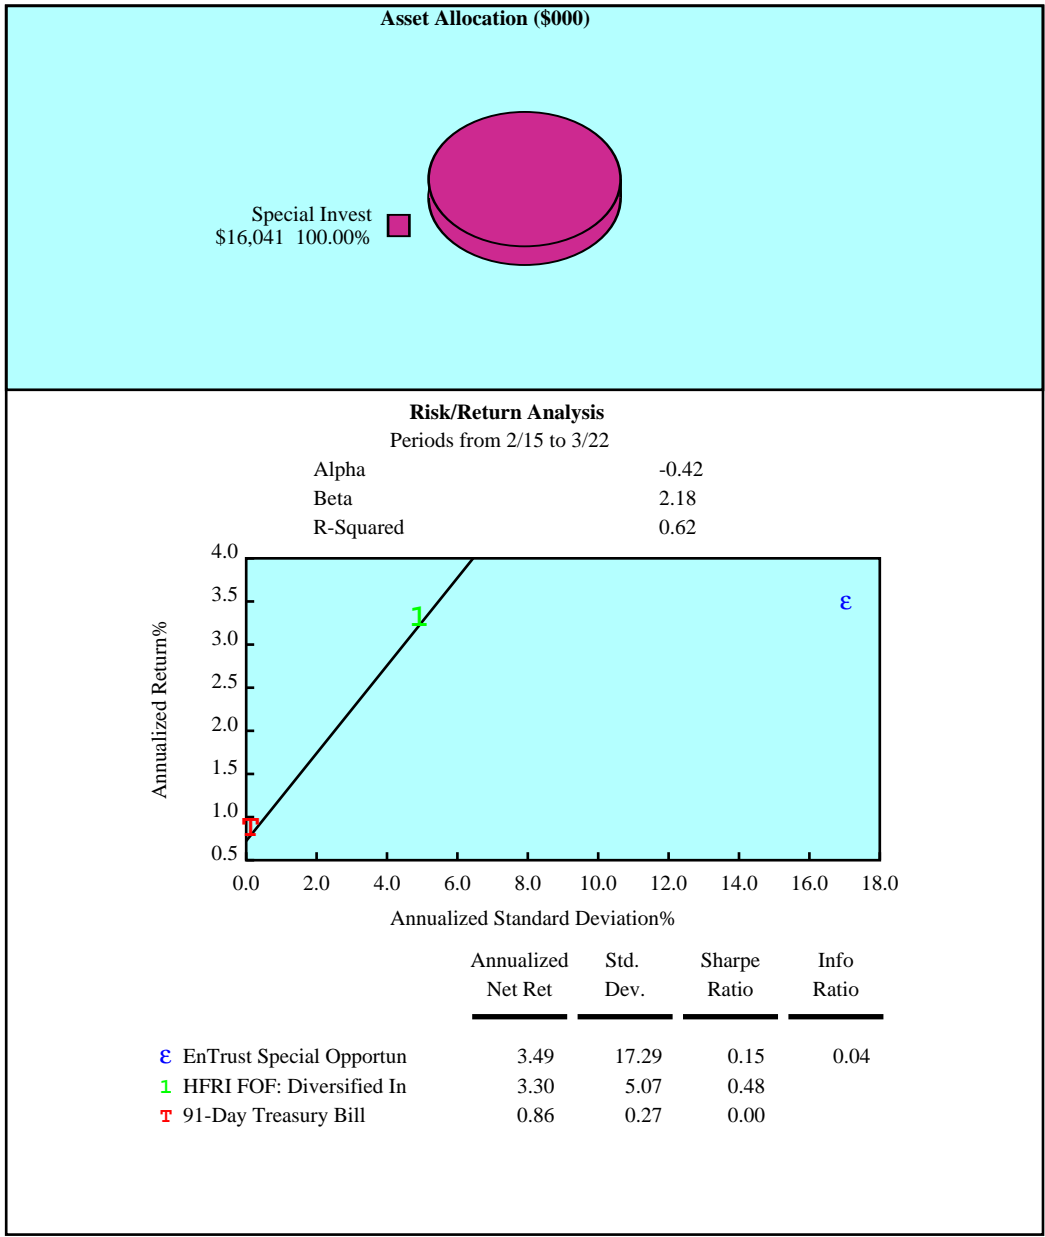 Asset Allocation ($000)
Special Invest
$16,041 100.00%
Risk/Return Analysis
Periods from 2/15 to 3/22
Alpha -0.42
Beta 2.18
R-Squared 0.62
4.0
3.5
3.0
2.5
2.0
1.5
1.0
0.5
Annualized Return%
ε
1
T
0.0 2.0 4.0 6.0 8.0 10.0 12.0 14.0 16.0 18.0
Annualized Standard Deviation%
Annualized Std. Sharpe Info
Net Ret Dev. Ratio Ratio
ε EnTrust Special Opportun 3.49 17.29 0.15 0.04
1 HFRI FOF: Diversified In 3.30 5.07 0.48
T 91-Day Treasury Bill 0.86 0.27 0.00